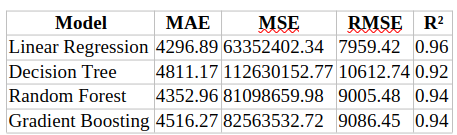 Model MAE MSE RMSE R²
Linear Regression 4296.89 63352402.34 7959.42 0.96
Decision Tree 4811.17 112630152.77 10612.74 0.92
Random Forest 4352.96 81098659.98 9005.48 0.94
Gradient Boosting 4516.27 82563532.72 9086.45 0.94